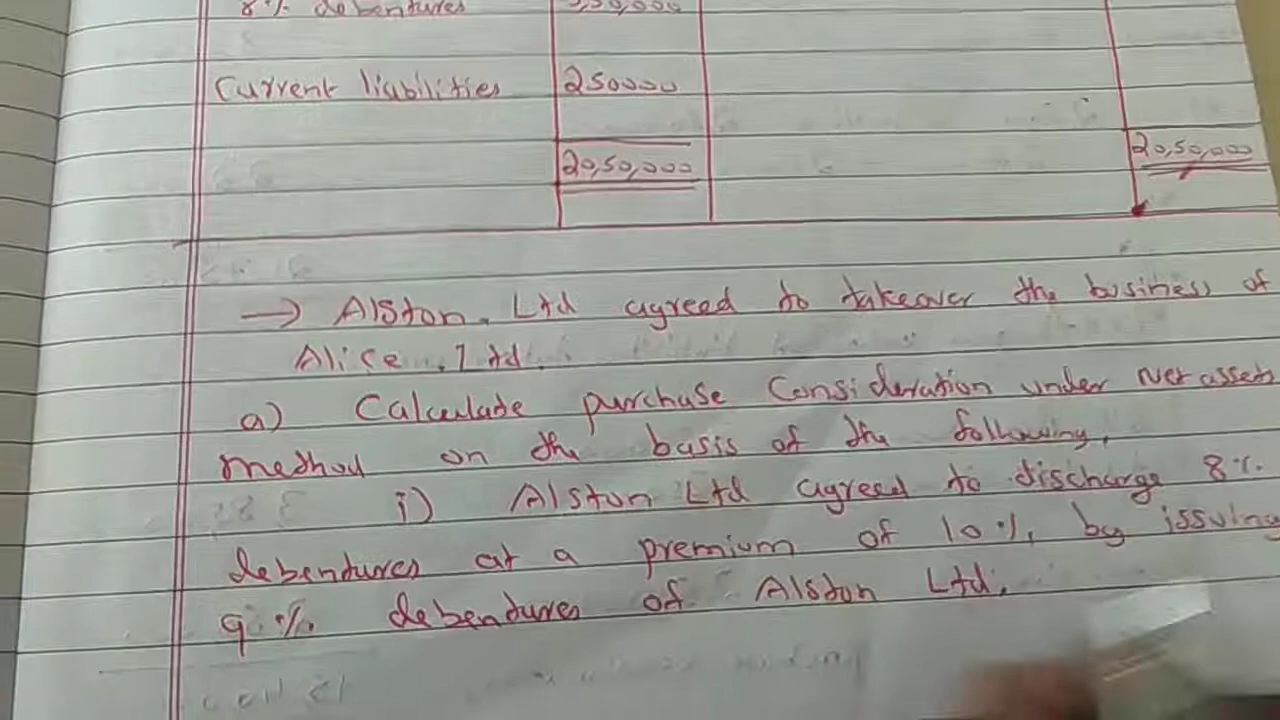 8% debentures
Current liabilities 250000
20,50,000 20,50,000
→ Alston. Ltd agreed to takeover the business of
Alice. Ltd.
a) Calculate purchase Consideration under Net assets
method on the basis of the following,
i) Alston Ltd agreed to discharge 8%
debentures at a premium of 10%, by issuing
9% debentures of Alston Ltd.